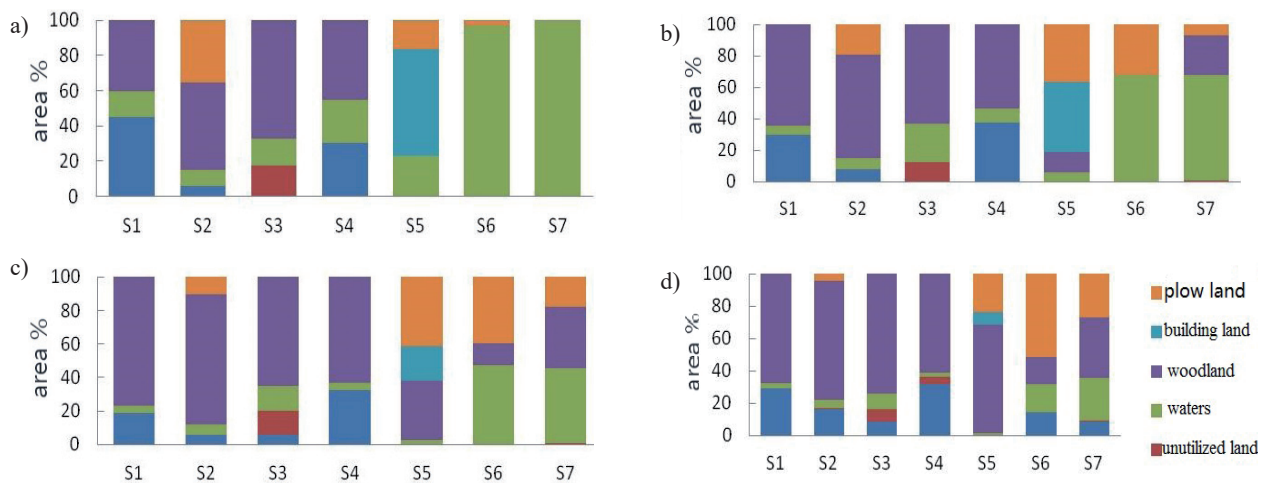 a)
area %
100
80
60
40
20
0
S1 S2 S3 S4 S5 S6 S7
b)
area %
100
80
60
40
20
0
S1 S2 S3 S4 S5 S6 S7
c)
area %
100
80
60
40
20
0
S1 S2 S3 S4 S5 S6 S7
d)
area %
100
80
60
40
20
0
S1 S2 S3 S4 S5 S6 S7
plow land
building land
woodland
waters
unutilized land